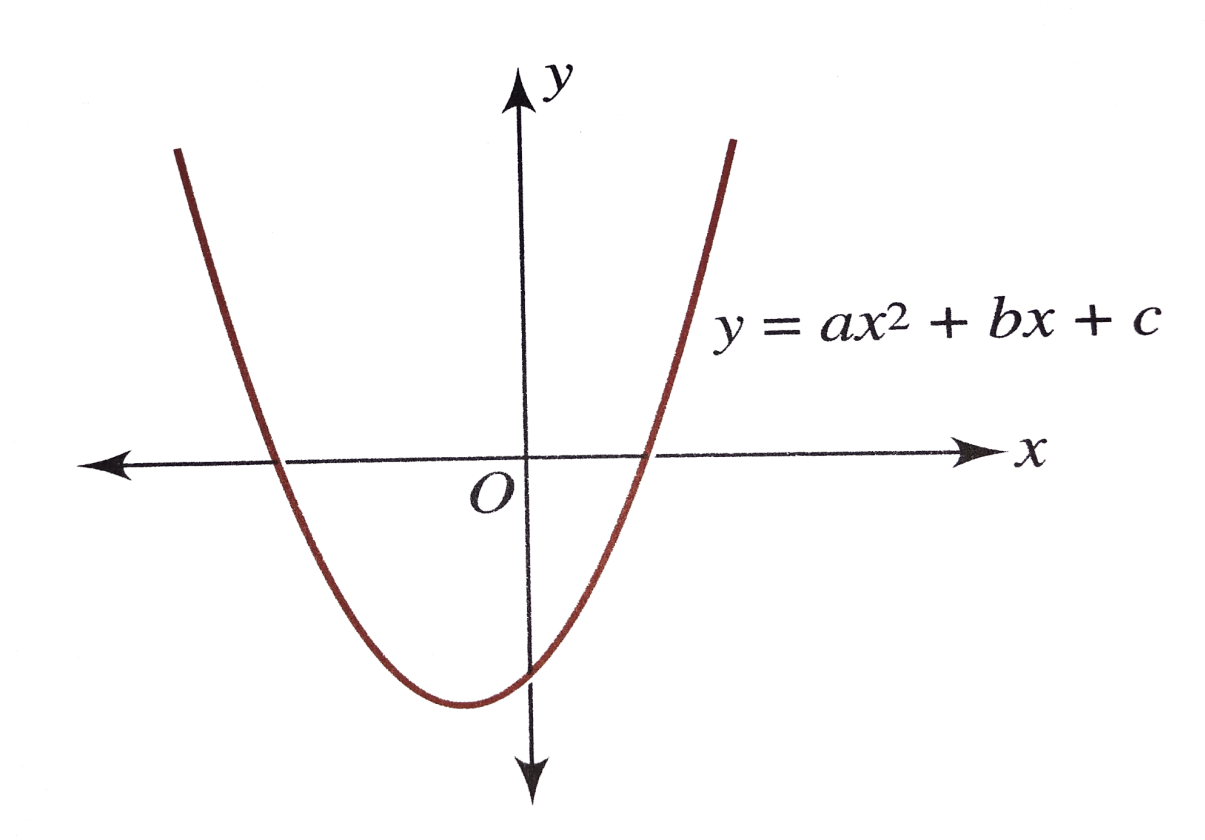 y
y = ax² + bx + c
x
O